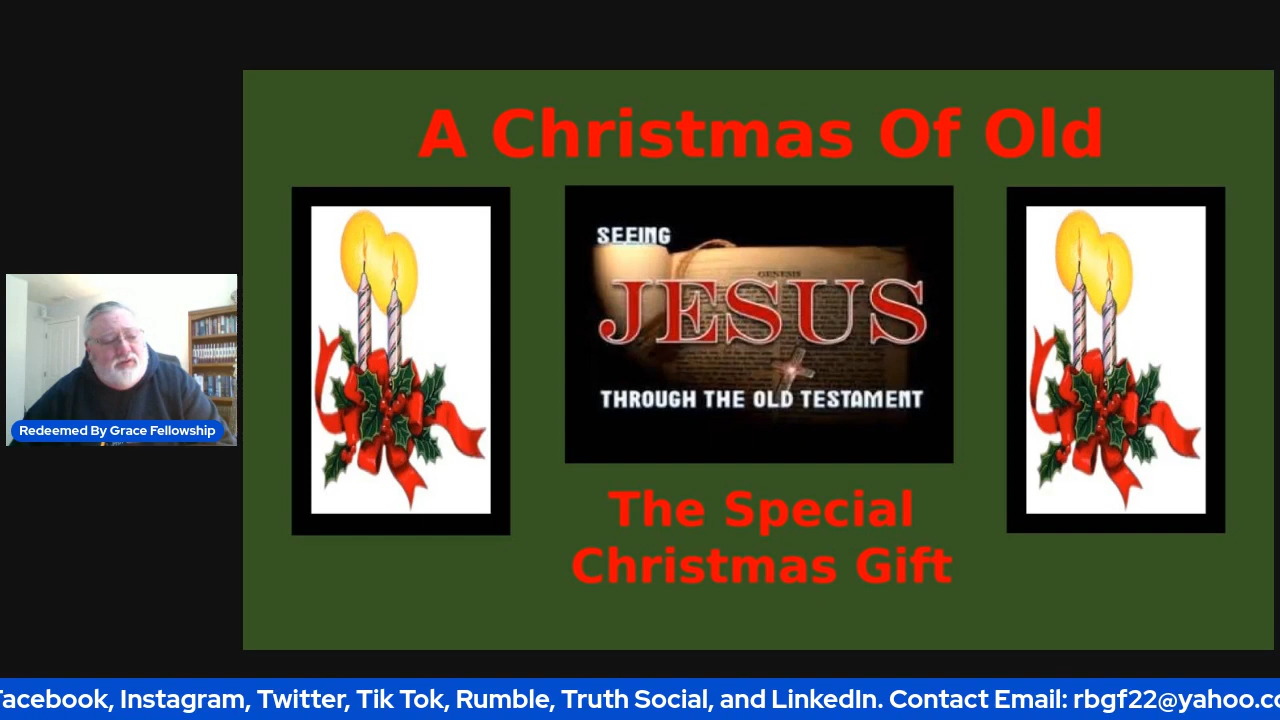 A Christmas Of Old
SEEING
GENESIS
JESUS
THROUGH THE OLD TESTAMENT
The Special
Christmas Gift
Redeemed By Grace Fellowship
Facebook, Instagram, Twitter, Tik Tok, Rumble, Truth Social, and LinkedIn. Contact Email: rbgf22@yahoo.co